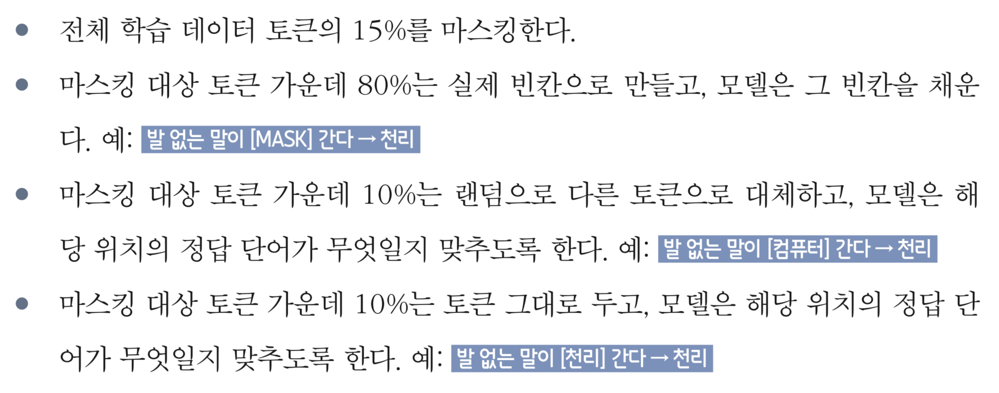 ● 전체 학습 데이터 토큰의 15%를 마스킹한다.
● 마스킹 대상 토큰 가운데 80%는 실제 빈칸으로 만들고, 모델은 그 빈칸을 채운
다. 예: 발 없는 말이 [MASK] 간다 → 천리
● 마스킹 대상 토큰 가운데 10%는 랜덤으로 다른 토큰으로 대체하고, 모델은 해
당 위치의 정답 단어가 무엇일지 맞추도록 한다. 예: 발 없는 말이 [컴퓨터] 간다 → 천리
● 마스킹 대상 토큰 가운데 10%는 토큰 그대로 두고, 모델은 해당 위치의 정답 단
어가 무엇일지 맞추도록 한다. 예: 발 없는 말이 [천리] 간다 → 천리